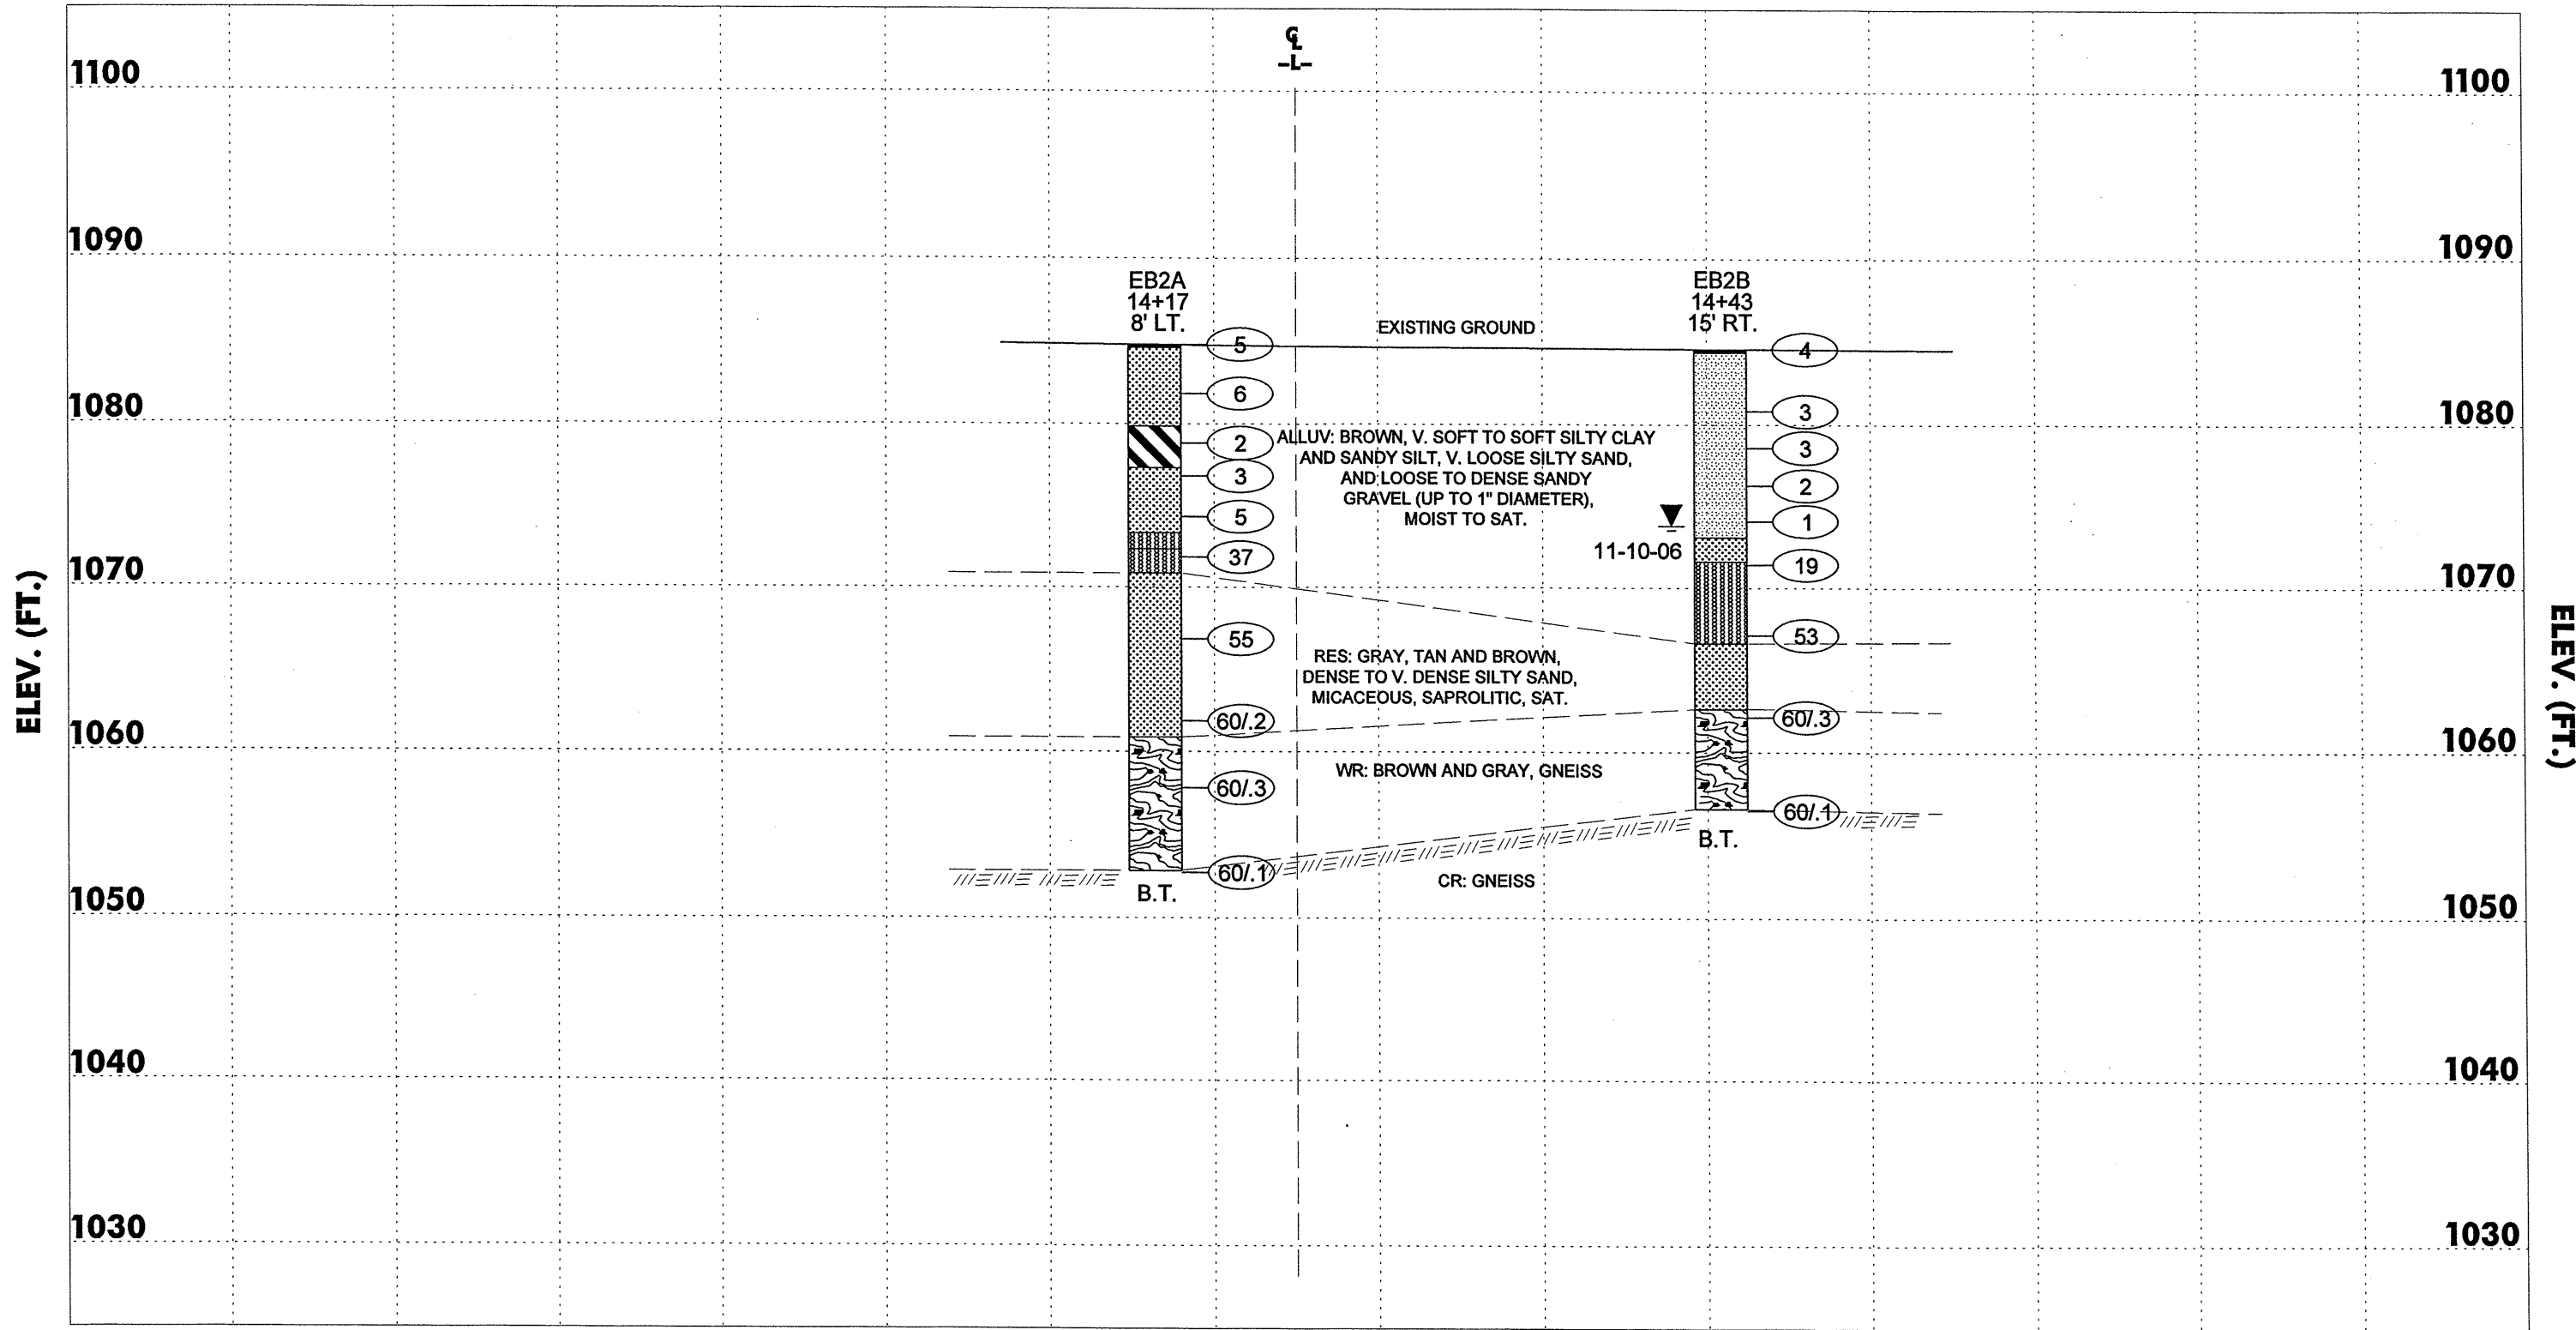 ℄
-L-
1100
1100
1090
1090
EB2A
14+17
8' LT.
EB2B
14+43
15' RT.
EXISTING GROUND
5
4
6
3
1080
1080
2
3
ALLUV: BROWN, V. SOFT TO SOFT SILTY CLAY
AND SANDY SILT, V. LOOSE SILTY SAND,
AND LOOSE TO DENSE SANDY
GRAVEL (UP TO 1" DIAMETER),
MOIST TO SAT.
3
2
5
1
11-10-06
37
19
1070
1070
ELEV. (FT.)
ELEV. (FT.)
55
53
RES: GRAY, TAN AND BROWN,
DENSE TO V. DENSE SILTY SAND,
MICACEOUS, SAPROLITIC, SAT.
60/.2
60/.3
1060
1060
WR: BROWN AND GRAY, GNEISS
60/.3
60/.1
B.T.
60/.1
B.T.
CR: GNEISS
1050
1050
1040
1040
1030
1030